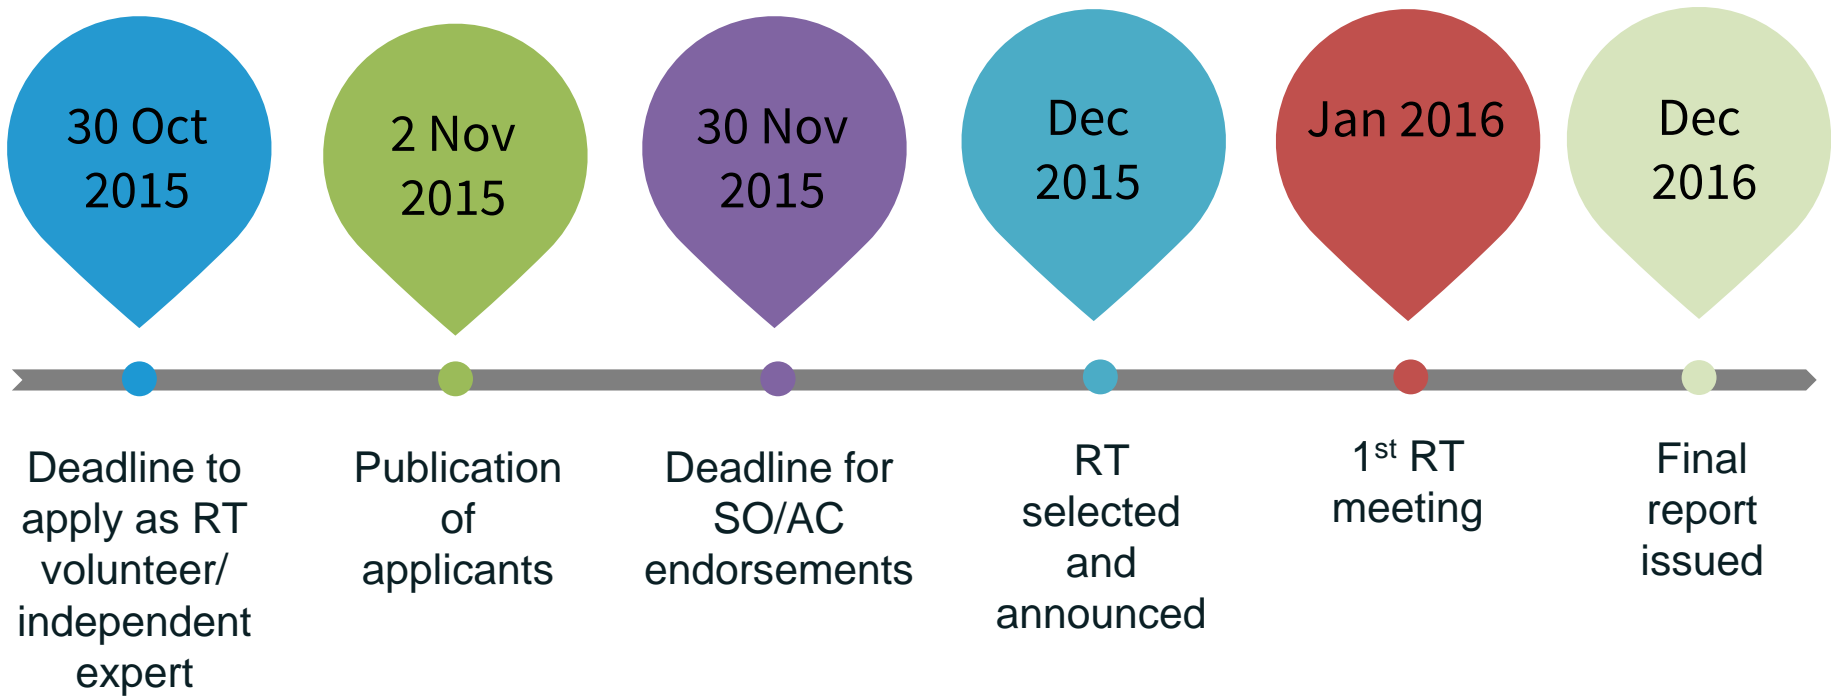 30 Oct
2015
2 Nov
2015
30 Nov
2015
Dec
2015
Jan 2016
Dec
2016
Deadline to
apply as RT
volunteer/
independent
expert
Publication
of
applicants
Deadline for
SO/AC
endorsements
RT
selected
and
announced
1st RT
meeting
Final
report
issued